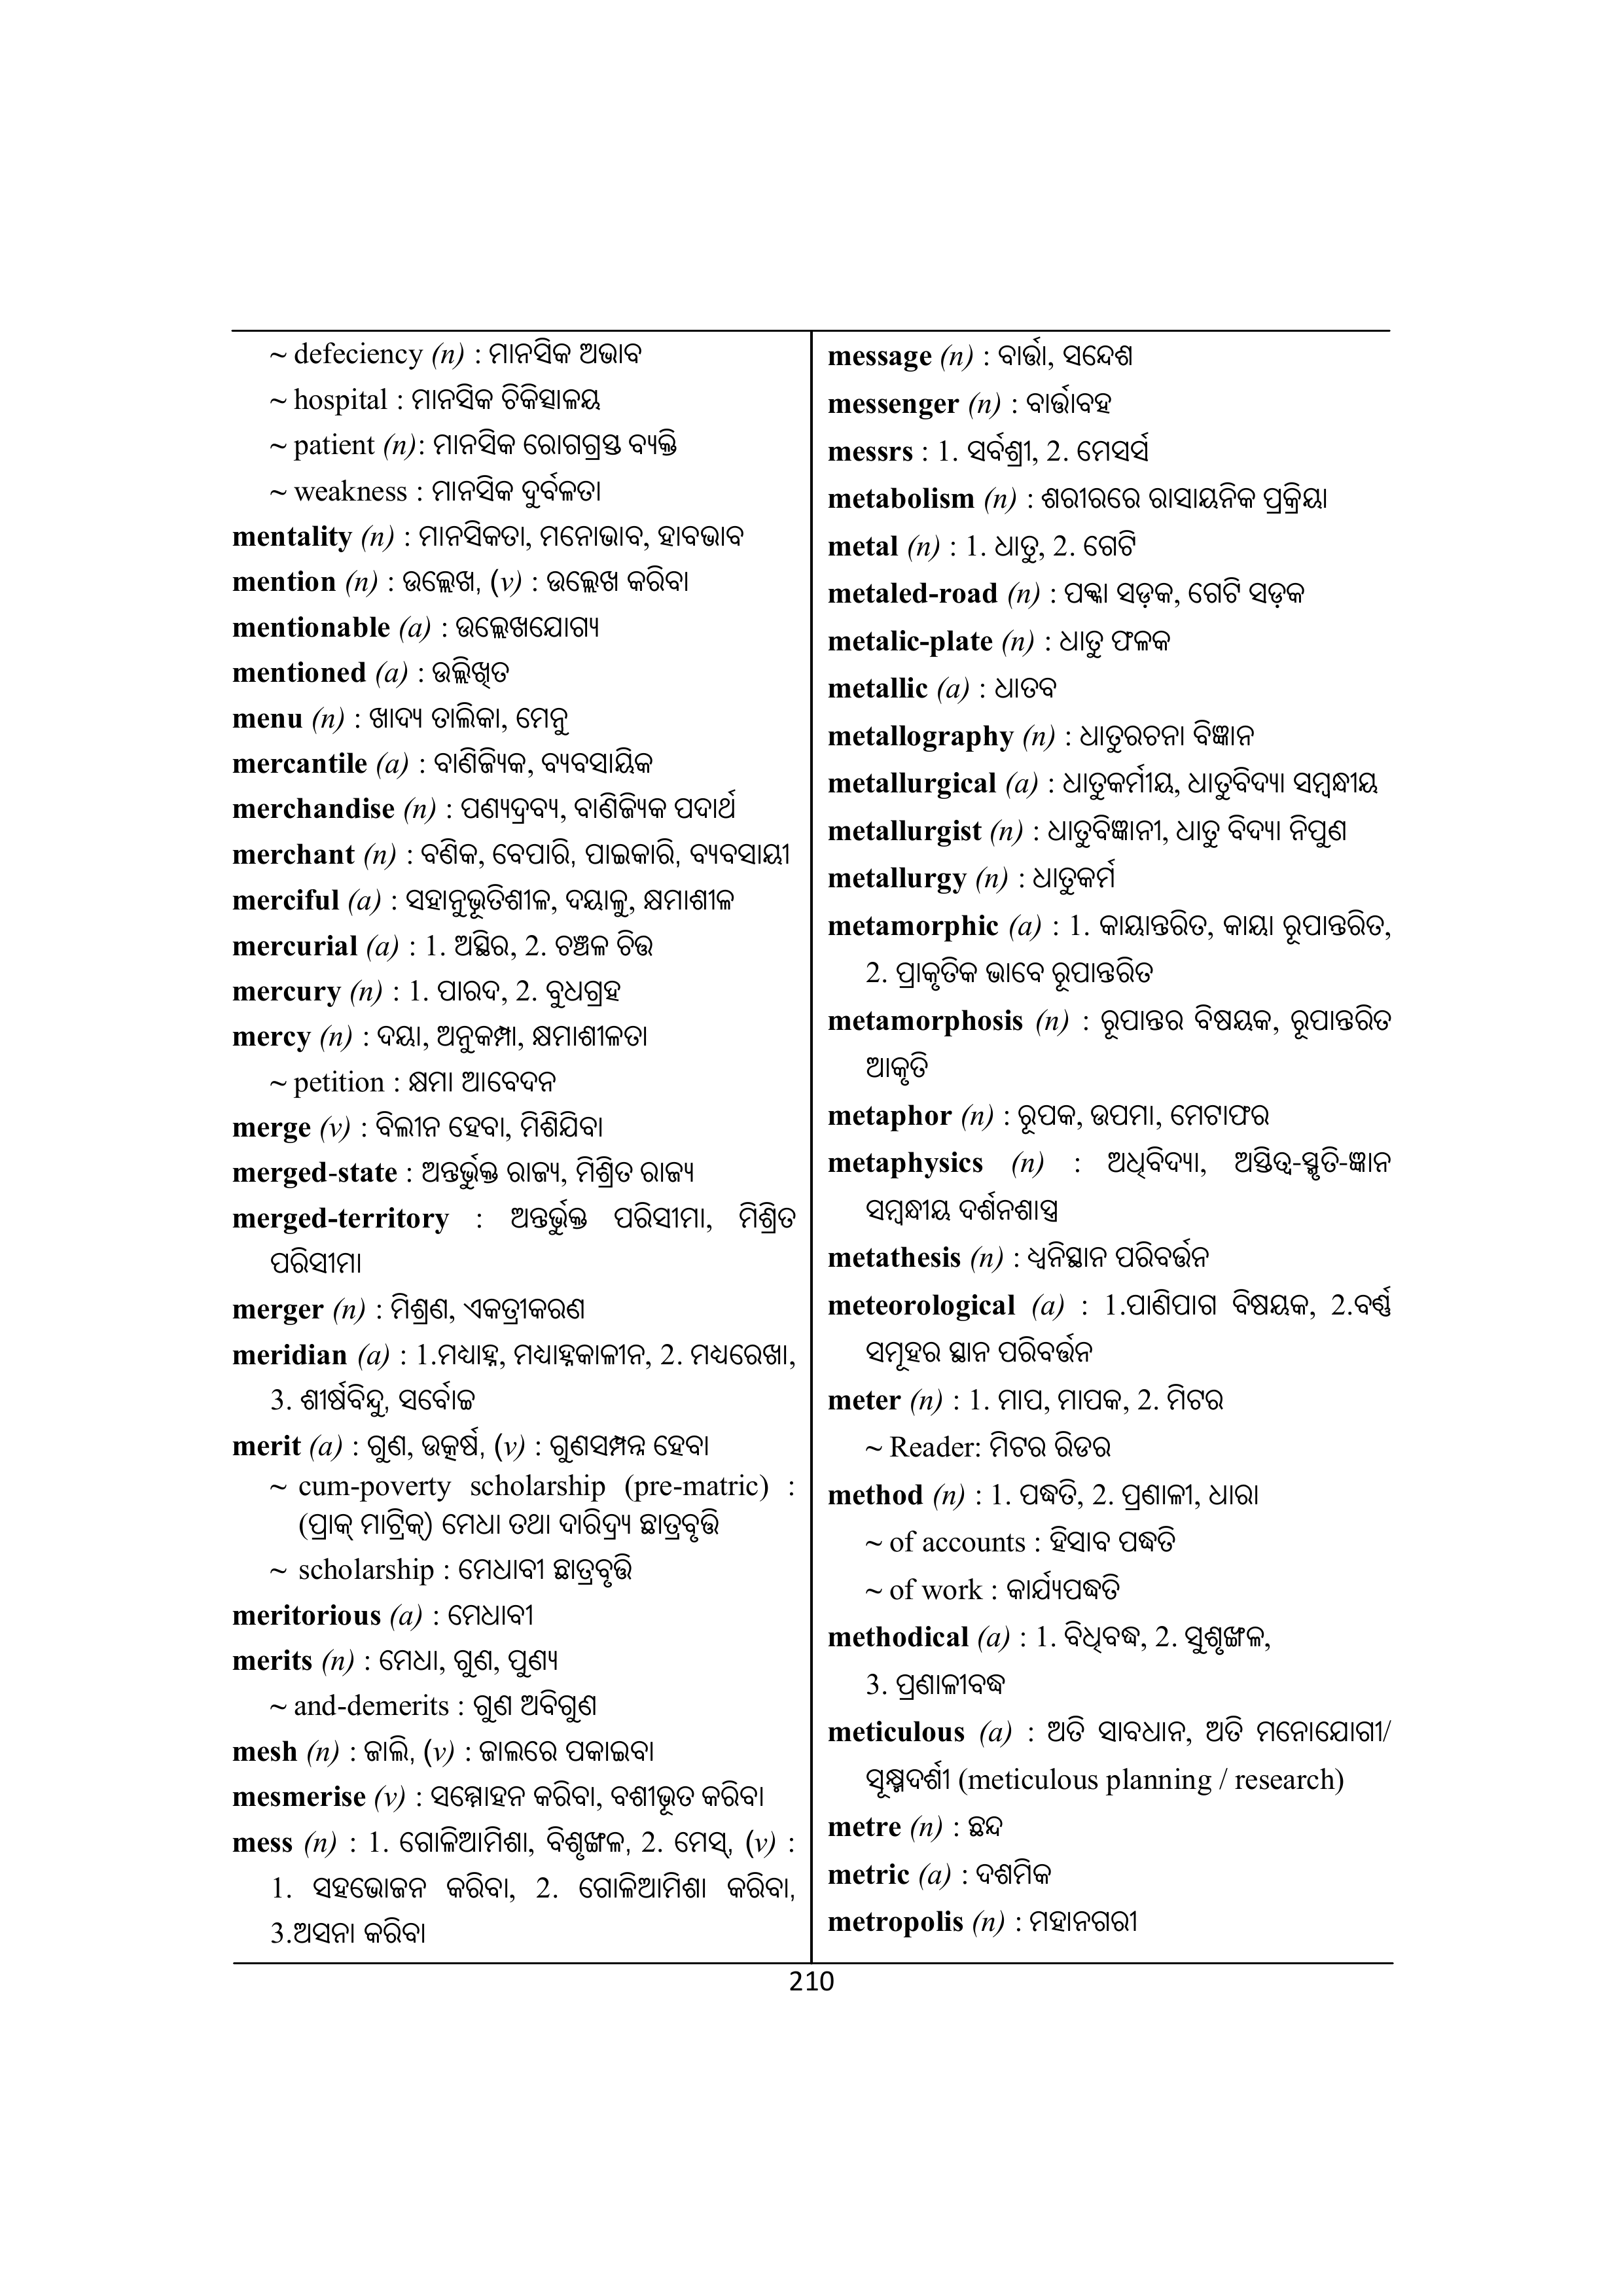 ~ defeciency (n) : ମାନସିକ ଅଭାବ
~ hospital : ମାନସିକ ଚିକିତ୍ସାଳୟ
~ patient (n): ମାନସିକ ରୋଗଗ୍ରସ୍ତ ବ୍ୟକ୍ତି
~ weakness : ମାନସିକ ଦୁର୍ବଳତା
mentality (n) : ମାନସିକତା, ମନୋଭାବ, ହାବଭାବ
mention (n) : ଉଲ୍ଲେଖ, (v) : ଉଲ୍ଲେଖ କରିବା
mentionable (a) : ଉଲ୍ଲେଖଯୋଗ୍ୟ
mentioned (a) : ଉଲ୍ଲିଖିତ
menu (n) : ଖାଦ୍ୟ ତାଲିକା, ମେନୁ
mercantile (a) : ବାଣିଜ୍ୟିକ, ବ୍ୟବସାୟିକ
merchandise (n) : ପଣ୍ୟଦ୍ରବ୍ୟ, ବାଣିଜ୍ୟିକ ପଦାର୍ଥ
merchant (n) : ବଣିକ, ବେପାରି, ପାଇକାରି, ବ୍ୟବସାୟୀ
merciful (a) : ସହାନୁଭୂତିଶୀଳ, ଦୟାଳୁ, କ୍ଷମାଶୀଳ
mercurial (a) : 1. ଅସ୍ଥିର, 2. ଚଞ୍ଚଳ ଚିତ୍ତ
mercury (n) : 1. ପାରଦ, 2. ବୁଧଗ୍ରହ
mercy (n) : ଦୟା, ଅନୁକମ୍ପା, କ୍ଷମାଶୀଳତା
~ petition : କ୍ଷମା ଆବେଦନ
merge (v) : ବିଲୀନ ହେବା, ମିଶିଯିବା
merged-state : ଅନ୍ତର୍ଭୁକ୍ତ ରାଜ୍ୟ, ମିଶ୍ରିତ ରାଜ୍ୟ
merged-territory : ଅନ୍ତର୍ଭୁକ୍ତ ପରିସୀମା, ମିଶ୍ରିତ
ପରିସୀମା
merger (n) : ମିଶ୍ରଣ, ଏକତ୍ରୀକରଣ
meridian (a) : 1.ମଧ୍ୟାହ୍ନ, ମଧ୍ୟାହ୍ନକାଳୀନ, 2. ମଧ୍ୟରେଖା,
3. ଶୀର୍ଷବିନ୍ଦୁ, ସର୍ବୋଚ୍ଚ
merit (a) : ଗୁଣ, ଉତ୍କର୍ଷ, (v) : ଗୁଣସମ୍ପନ୍ନ ହେବା
~ cum-poverty scholarship (pre-matric) :
(ପ୍ରାକ୍ ମାଟ୍ରିକ୍) ମେଧା ତଥା ଦାରିଦ୍ର୍ୟ ଛାତ୍ରବୃତ୍ତି
~ scholarship : ମେଧାବୀ ଛାତ୍ରବୃତ୍ତି
meritorious (a) : ମେଧାବୀ
merits (n) : ମେଧା, ଗୁଣ, ପୁଣ୍ୟ
~ and-demerits : ଗୁଣ ଅବିଗୁଣ
mesh (n) : ଜାଲି, (v) : ଜାଲରେ ପକାଇବା
mesmerise (v) : ସମ୍ମୋହନ କରିବା, ବଶୀଭୂତ କରିବା
mess (n) : 1. ଗୋଳିଆମିଶା, ବିଶୃଙ୍ଖଳ, 2. ମେସ୍, (v) :
1. ସହଭୋଜନ କରିବା, 2. ଗୋଳିଆମିଶା କରିବା,
3.ଅସନା କରିବା
message (n) : ବାର୍ତ୍ତା, ସନ୍ଦେଶ
messenger (n) : ବାର୍ତ୍ତାବହ
messrs : 1. ସର୍ବଶ୍ରୀ, 2. ମେସର୍ସ
metabolism (n) : ଶରୀରରେ ରାସାୟନିକ ପ୍ରକ୍ରିୟା
metal (n) : 1. ଧାତୁ, 2. ଗେଟି
metaled-road (n) : ପକ୍କା ସଡ଼କ, ଗେଟି ସଡ଼କ
metalic-plate (n) : ଧାତୁ ଫଳକ
metallic (a) : ଧାତବ
metallography (n) : ଧାତୁରଚନା ବିଜ୍ଞାନ
metallurgical (a) : ଧାତୁକର୍ମୀୟ, ଧାତୁବିଦ୍ୟା ସମ୍ବନ୍ଧୀୟ
metallurgist (n) : ଧାତୁବିଜ୍ଞାନୀ, ଧାତୁ ବିଦ୍ୟା ନିପୁଣ
metallurgy (n) : ଧାତୁକର୍ମ
metamorphic (a) : 1. କାୟାନ୍ତରିତ, କାୟା ରୂପାନ୍ତରିତ,
2. ପ୍ରାକୃତିକ ଭାବେ ରୂପାନ୍ତରିତ
metamorphosis (n) : ରୂପାନ୍ତର ବିଷୟକ, ରୂପାନ୍ତରିତ
ଆକୃତି
metaphor (n) : ରୂପକ, ଉପମା, ମେଟାଫର
metaphysics (n) : ଅଧିବିଦ୍ୟା, ଅସ୍ତିତ୍ୱ-ସ୍ମୃତି-ଜ୍ଞାନ
ସମ୍ବନ୍ଧୀୟ ଦର୍ଶନଶାସ୍ତ୍ର
metathesis (n) : ଧ୍ୱନିସ୍ଥାନ ପରିବର୍ତ୍ତନ
meteorological (a) : 1.ପାଣିପାଗ ବିଷୟକ, 2.ବର୍ଣ୍ଣ
ସମୂହର ସ୍ଥାନ ପରିବର୍ତ୍ତନ
meter (n) : 1. ମାପ, ମାପକ, 2. ମିଟର
~ Reader: ମିଟର ରିଡର
method (n) : 1. ପଦ୍ଧତି, 2. ପ୍ରଣାଳୀ, ଧାରା
~ of accounts : ହିସାବ ପଦ୍ଧତି
~ of work : କାର୍ଯ୍ୟପଦ୍ଧତି
methodical (a) : 1. ବିଧିବଦ୍ଧ, 2. ସୁଶୃଙ୍ଖଳ,
3. ପ୍ରଣାଳୀବଦ୍ଧ
meticulous (a) : ଅତି ସାବଧାନ, ଅତି ମନୋଯୋଗୀ/
ସୂକ୍ଷ୍ମଦର୍ଶୀ (meticulous planning / research)
metre (n) : ଛନ୍ଦ
metric (a) : ଦଶମିକ
metropolis (n) : ମହାନଗରୀ
210